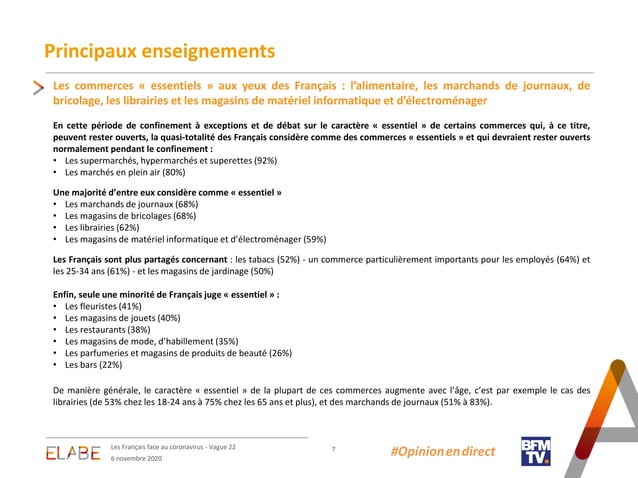 Principaux enseignements
Les commerces « essentiels » aux yeux des Français : l’alimentaire, les marchands de journaux, de
bricolage, les librairies et les magasins de matériel informatique et d’électroménager
En cette période de confinement à exceptions et de débat sur le caractère « essentiel » de certains commerces qui, à ce titre,
peuvent rester ouverts, la quasi-totalité des Français considère comme des commerces « essentiels » et qui devraient rester ouverts
normalement pendant le confinement :
• Les supermarchés, hypermarchés et superettes (92%)
• Les marchés en plein air (80%)
Une majorité d’entre eux considère comme « essentiel »
• Les marchands de journaux (68%)
• Les magasins de bricolages (68%)
• Les librairies (62%)
• Les magasins de matériel informatique et d’électroménager (59%)
Les Français sont plus partagés concernant : les tabacs (52%) - un commerce particulièrement importants pour les employés (64%) et
les 25-34 ans (61%) - et les magasins de jardinage (50%)
Enfin, seule une minorité de Français juge « essentiel » :
• Les fleuristes (41%)
• Les magasins de jouets (40%)
• Les restaurants (38%)
• Les magasins de mode, d’habillement (35%)
• Les parfumeries et magasins de produits de beauté (26%)
• Les bars (22%)
De manière générale, le caractère « essentiel » de la plupart de ces commerces augmente avec l’âge, c’est par exemple le cas des
librairies (de 53% chez les 18-24 ans à 75% chez les 65 ans et plus), et des marchands de journaux (51% à 83%).
ELABE
Les Français face au coronavirus - Vague 22
6 novembre 2020
7
#Opinion en direct
BFM
TV.